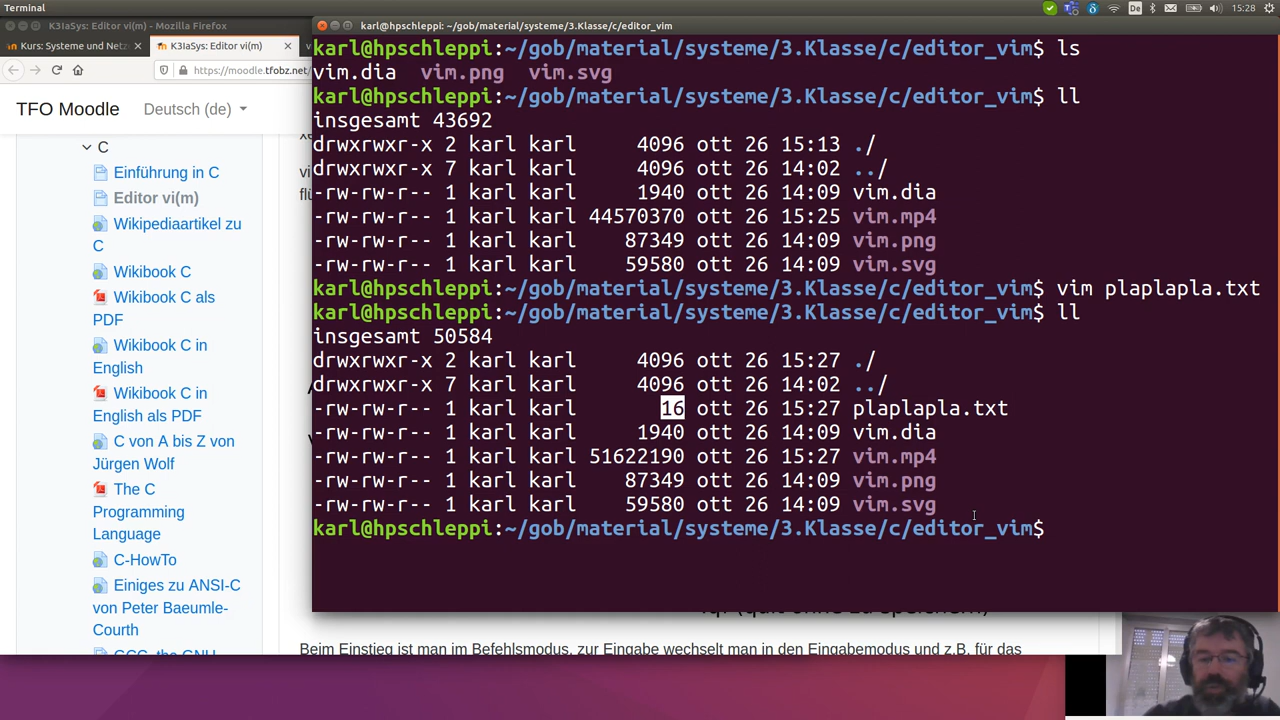 Terminal
De
15:28
K3IaSys: Editor vi(m) - Mozilla Firefox
Kurs: Systeme und Netz
K3IaSys: Editor vi(m)
https://moodle.tfobz.net/
TFO Moodle
Deutsch (de)
C
Einführung in C
Editor vi(m)
Wikipediaartikel zu
C
Wikibook C
Wikibook C als
PDF
Wikibook C in
English
Wikibook C in
English als PDF
C von A bis Z von
Jürgen Wolf
The C
Programming
Language
C-HowTo
Einiges zu ANSI-C
von Peter Baeumle-
Courth
karl@hpschleppi: ~/gob/material/systeme/3.Klasse/c/editor_vim
karl@hpschleppi:~/gob/material/systeme/3.Klasse/c/editor_vim$ ls
vim.dia vim.png vim.svg
karl@hpschleppi:~/gob/material/systeme/3.Klasse/c/editor_vim$ ll
insgesamt 43692
drwxrwxr-x 2 karl karl 4096 ott 26 15:13 ./
drwxrwxr-x 7 karl karl 4096 ott 26 14:02 ../
-rw-rw-r-- 1 karl karl 1940 ott 26 14:09 vim.dia
-rw-rw-r-- 1 karl karl 44570370 ott 26 15:25 vim.mp4
-rw-rw-r-- 1 karl karl 87349 ott 26 14:09 vim.png
-rw-rw-r-- 1 karl karl 59580 ott 26 14:09 vim.svg
karl@hpschleppi:~/gob/material/systeme/3.Klasse/c/editor_vim$ vim plaplapla.txt
karl@hpschleppi:~/gob/material/systeme/3.Klasse/c/editor_vim$ ll
insgesamt 50584
drwxrwxr-x 2 karl karl 4096 ott 26 15:27 ./
drwxrwxr-x 7 karl karl 4096 ott 26 14:02 ../
-rw-rw-r-- 1 karl karl 16 ott 26 15:27 plaplapla.txt
-rw-rw-r-- 1 karl karl 1940 ott 26 14:09 vim.dia
-rw-rw-r-- 1 karl karl 51622190 ott 26 15:27 vim.mp4
-rw-rw-r-- 1 karl karl 87349 ott 26 14:09 vim.png
-rw-rw-r-- 1 karl karl 59580 ott 26 14:09 vim.svg
karl@hpschleppi:~/gob/material/systeme/3.Klasse/c/editor_vim$
Beim Einstieg ist man im Befehlsmodus, zur Eingabe wechselt man in den Eingabemodus und z.B. für das